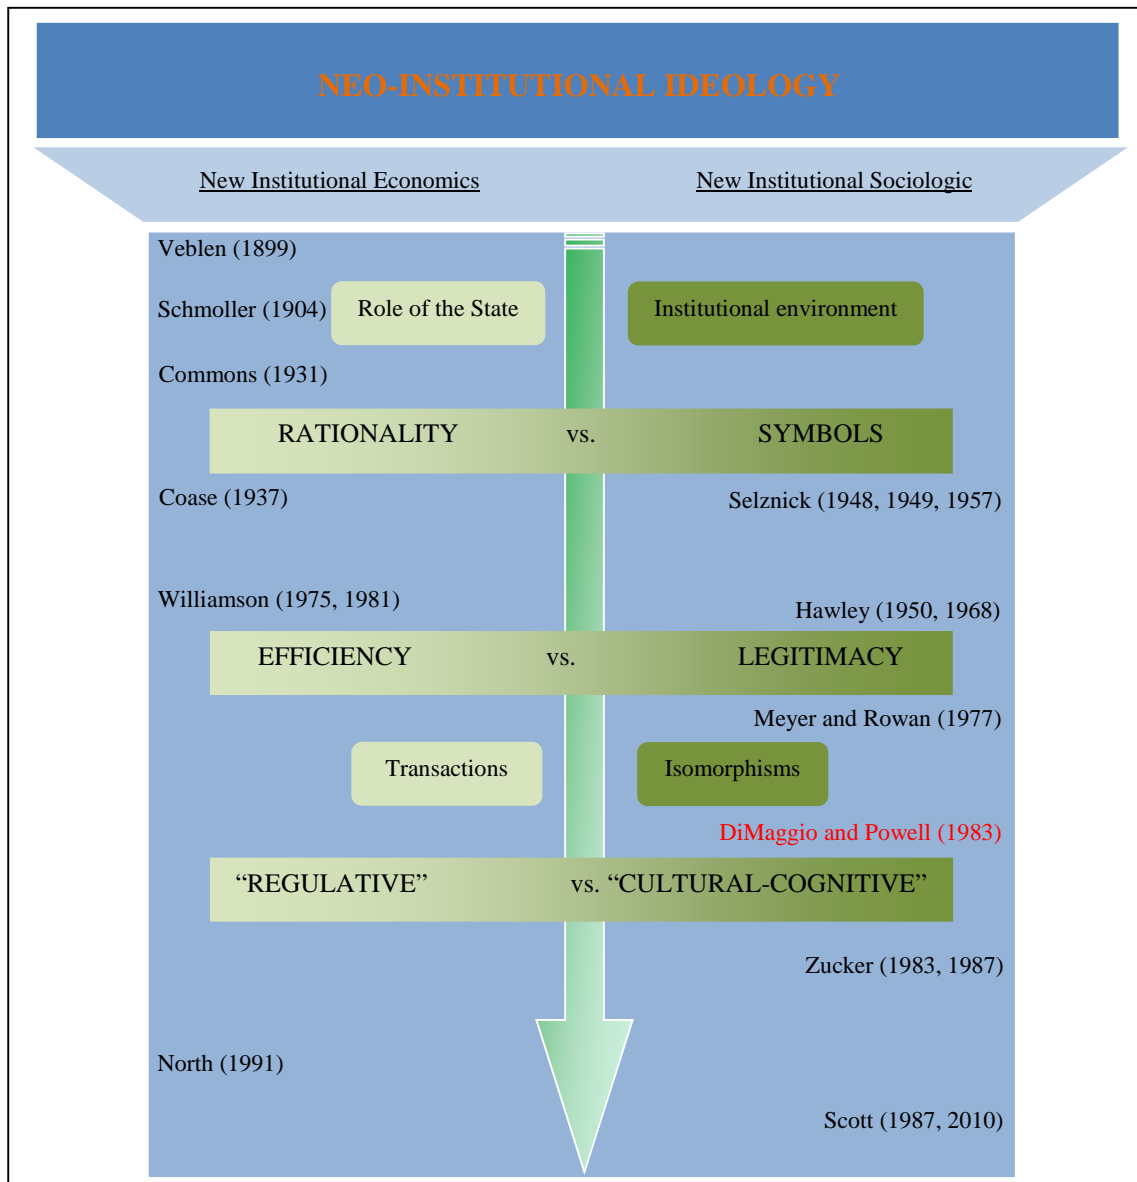 NEO-INSTITUTIONAL IDEOLOGY
New Institutional Economics
New Institutional Sociologic
Veblen (1899)
Schmoller (1904)
Role of the State
Institutional environment
Commons (1931)
RATIONALITY vs. SYMBOLS
Coase (1937)
Selznick (1948, 1949, 1957)
Williamson (1975, 1981)
Hawley (1950, 1968)
EFFICIENCY vs. LEGITIMACY
Meyer and Rowan (1977)
Transactions
Isomorphisms
DiMaggio and Powell (1983)
“REGULATIVE” vs. “CULTURAL-COGNITIVE”
Zucker (1983, 1987)
North (1991)
Scott (1987, 2010)